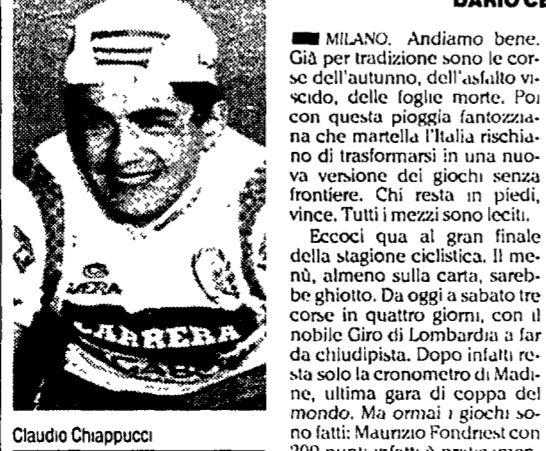 DARIO CE
MILANO. Andiamo bene.
Già per tradizione sono le cor-
se dell'autunno, dell'asfalto vi-
scido, delle foglie morte. Poi
con questa pioggia fantozzia-
na che martella l'Italia rischia-
no di trasformarsi in una nuo-
va versione dei giochi senza
frontiere. Chi resta in piedi,
vince. Tutti i mezzi sono leciti.
Eccoci qua al gran finale
della stagione ciclistica. Il me-
nù, almeno sulla carta, sareb-
be ghiotto. Da oggi a sabato tre
corse in quattro giorni, con il
nobile Giro di Lombardia a far
da chiudipista. Dopo infatti re-
sta solo la cronometro di Madi-
ne, ultima gara di coppa del
mondo. Ma ormai i giochi so-
no fatti: Maurizio Fondriest con
CARRERA
Claudio Chiappucci